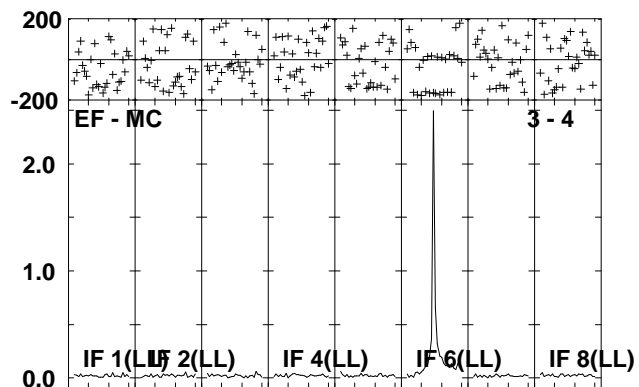 200
-200
EF - MC 3 - 4
2.0
1.0
0.0
IF 1(LL) IF 2(LL) IF 4(LL) IF 6(LL) IF 8(LL)